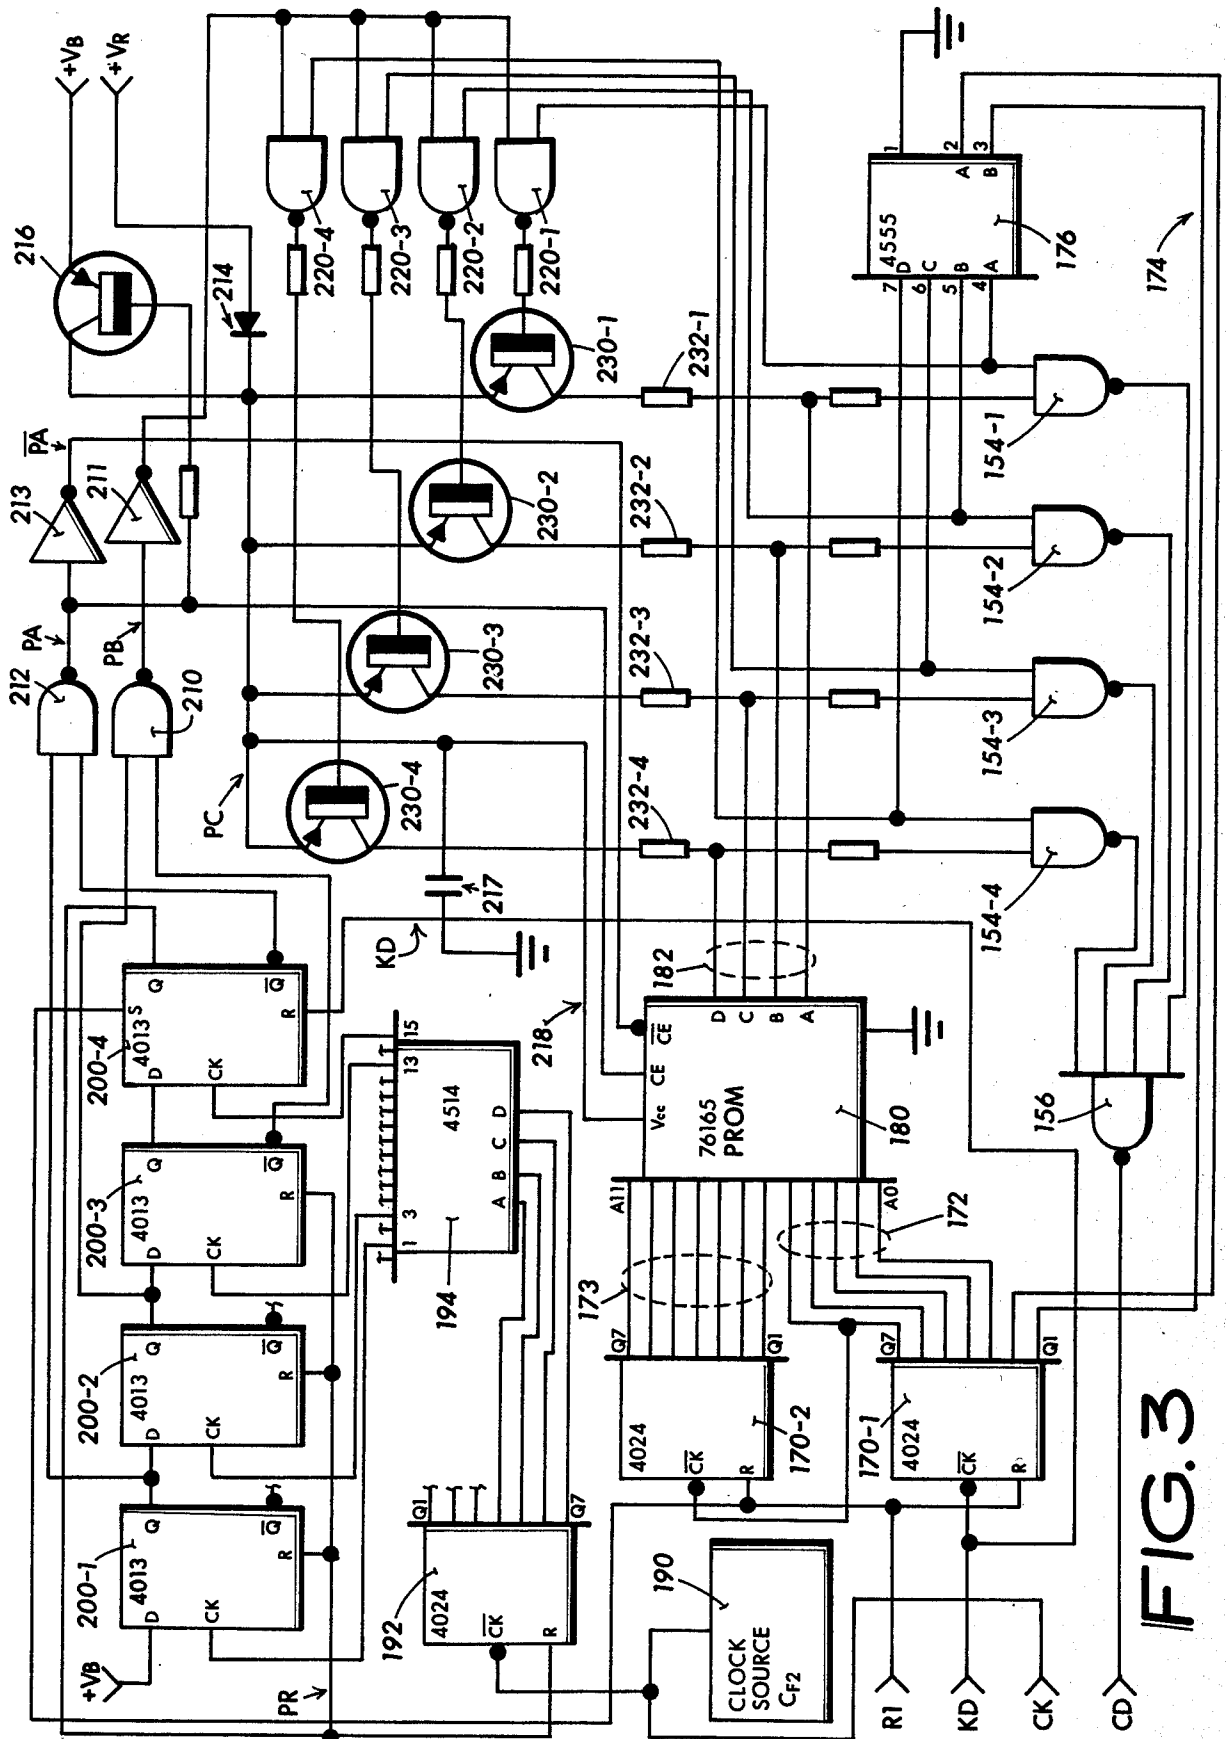 +VB
+VR
216
214
213
PA
211
212
PA
PB
210
220-4
220-3
220-2
220-1
230-1
230-2
230-3
230-4
PC
232-1
232-2
232-3
232-4
1
2
3
A
B
4555
D
C
B
A
7
6
5
4
176
174
154-1
154-2
154-3
154-4
156
217
KD
218
182
200-4
4013
S
D
Q
Q
CK
R
200-3
4013
D
Q
Q
CK
R
200-2
4013
D
Q
Q
CK
R
200-1
4013
D
Q
Q
CK
R
+VB
PR
15
13
3
1
4514
A
B
C
D
194
192
4024
CK
R
Q1
Q7
CE
CE
Vcc
D
C
B
A
76165
PROM
180
A11
A0
172
173
Q7
Q1
4024
CK
R
170-2
Q7
Q1
170-1
4024
CK
R
190
CLOCK
SOURCE
CF2
R1
KD
CK
CD
FIG. 3